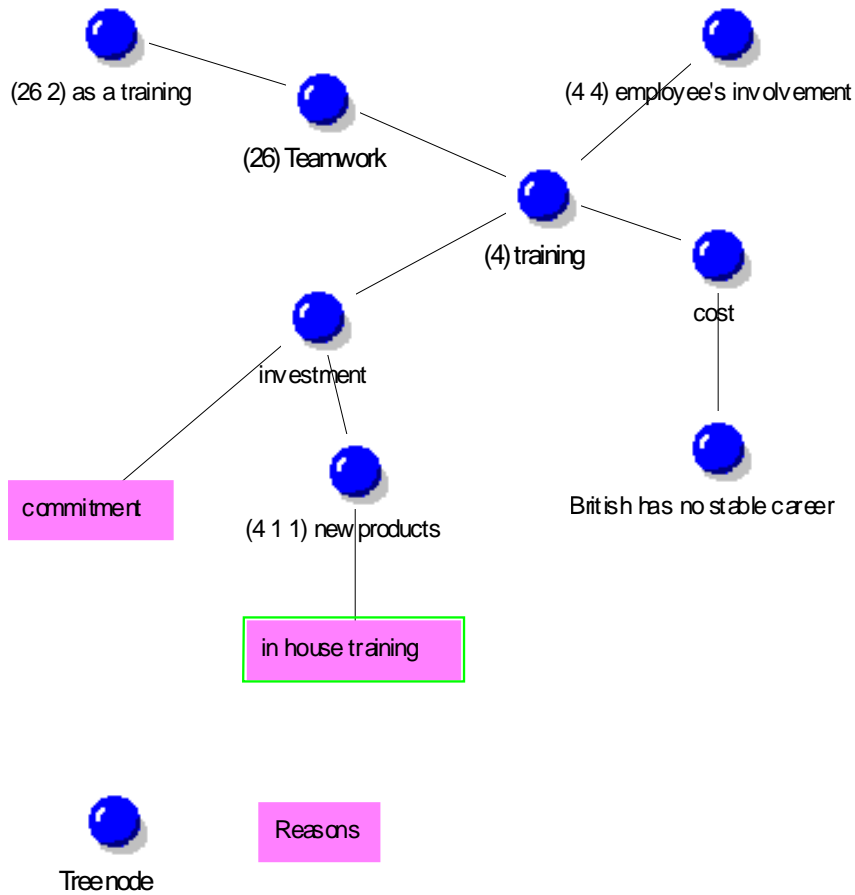 (26 2) as a training
(4 4) employee's involvement
(26) Teamwork
(4) training
cost
investment
commitment
(4 1 1) new products
British has no stable career
in house training
Reasons
Tree node